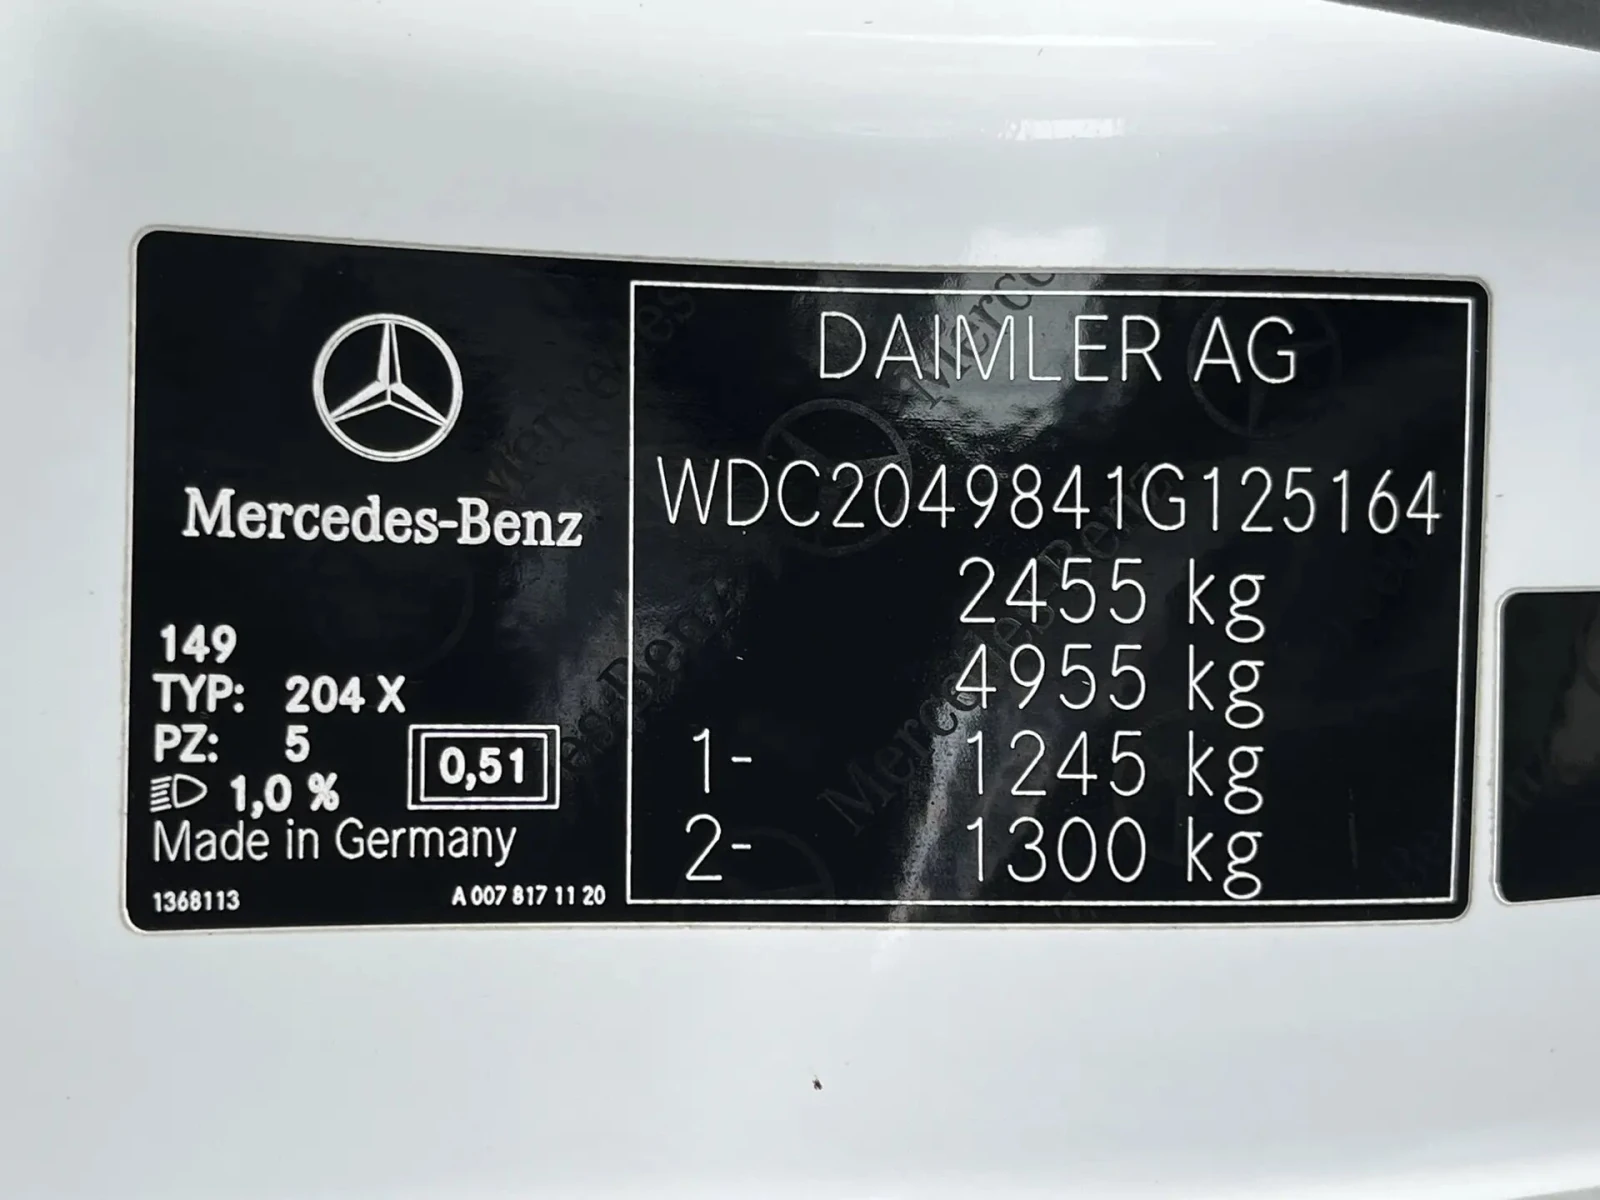 Mercedes-Benz
149
TYP: 204 X
PZ: 5
1,0 %
0,51
Made in Germany
1368113
A 007 817 11 20
DAIMLER AG
WDC2049841G125164
2455 kg
4955 kg
1- 1245 kg
2- 1300 kg